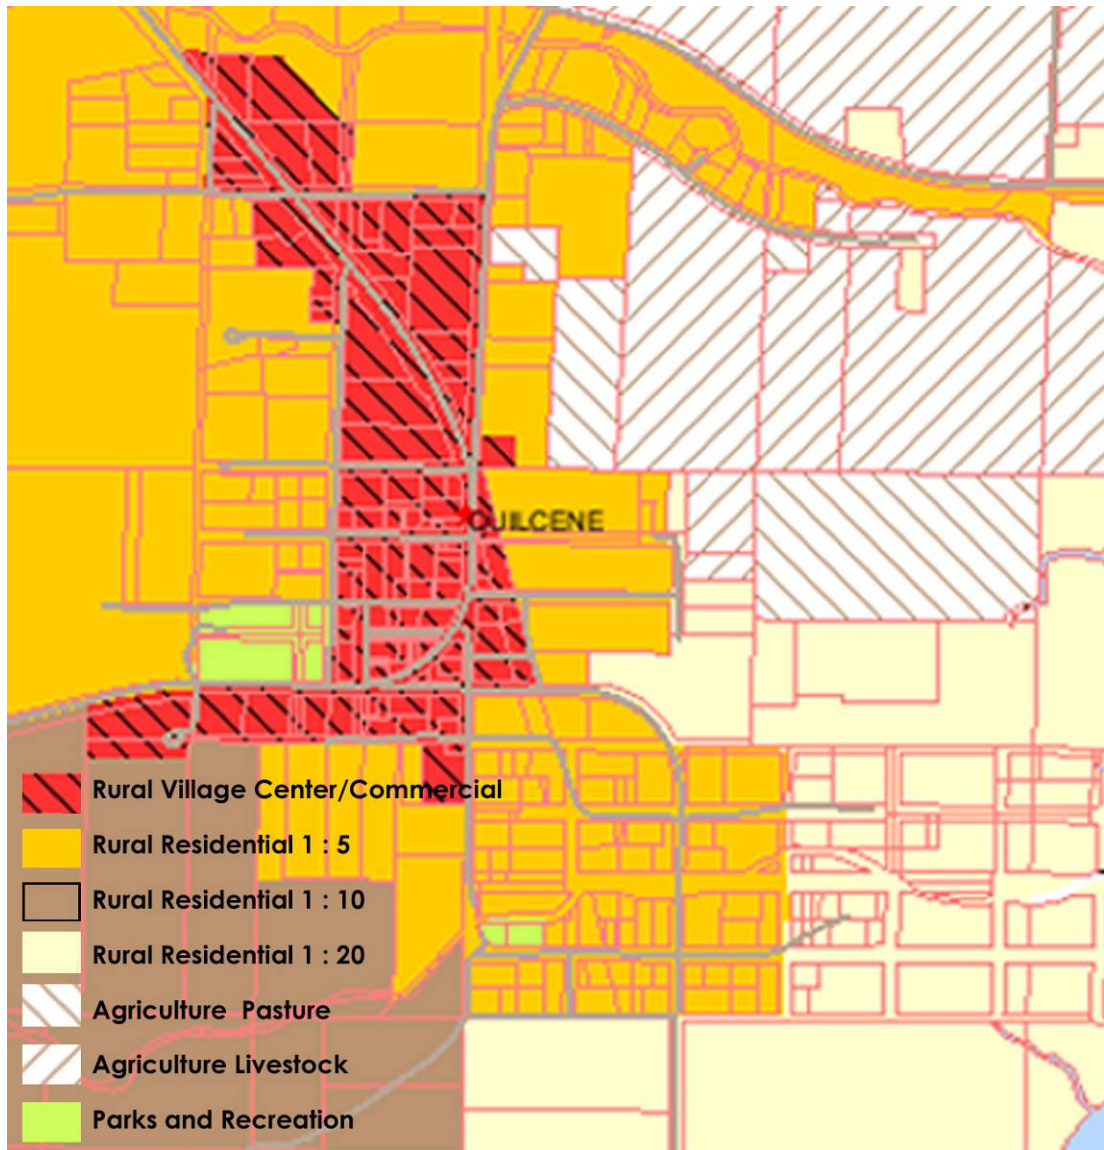 QUILCENE
Rural Village Center/Commercial
Rural Residential 1 : 5
Rural Residential 1 : 10
Rural Residential 1 : 20
Agriculture Pasture
Agriculture Livestock
Parks and Recreation